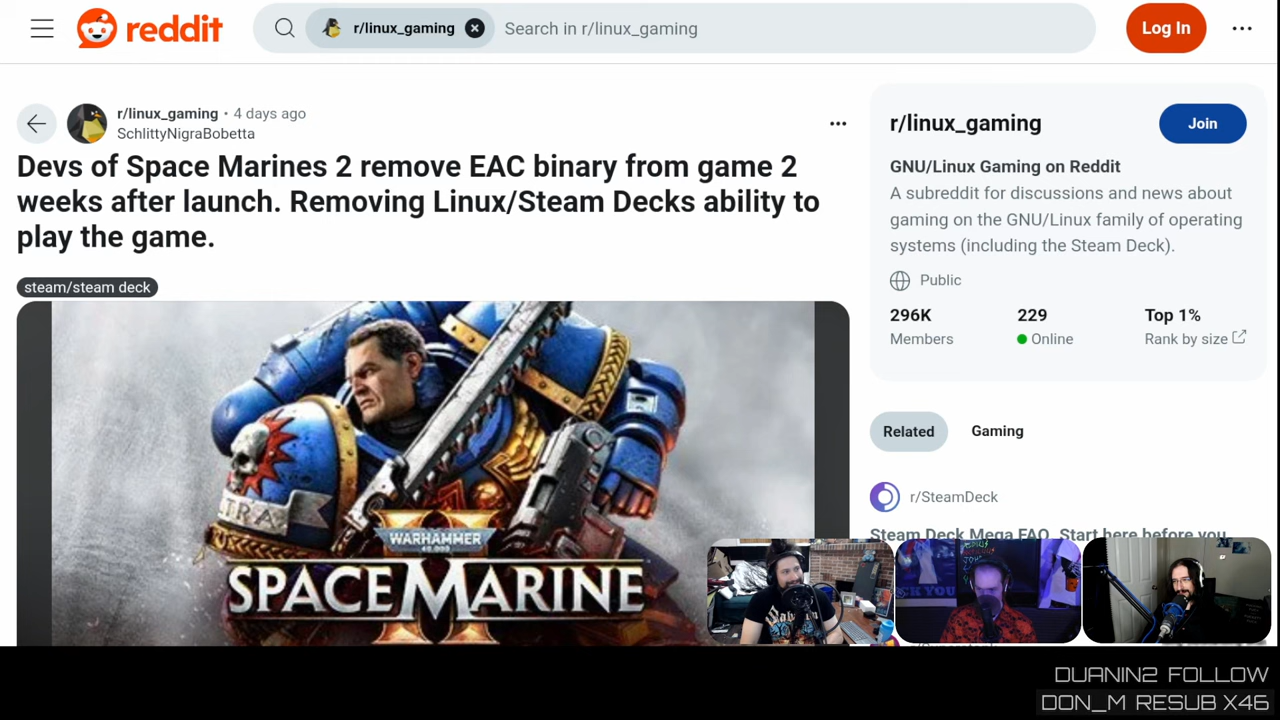 reddit
r/linux_gaming
Search in r/linux_gaming
Log In
r/linux_gaming • 4 days ago
SchlittyNigraBobetta
Devs of Space Marines 2 remove EAC binary from game 2
weeks after launch. Removing Linux/Steam Decks ability to
play the game.
steam/steam deck
TRA
WARHAMMER
40,000
SPACE MARINE
II
r/linux_gaming
Join
GNU/Linux Gaming on Reddit
A subreddit for discussions and news about
gaming on the GNU/Linux family of operating
systems (including the Steam Deck).
Public
296K
229
Top 1%
Members
Online
Rank by size
Related
Gaming
r/SteamDeck
Steam Deck Mega FAQ. Start here before you
DUANIN2 FOLLOW
DON_M RESUB X46